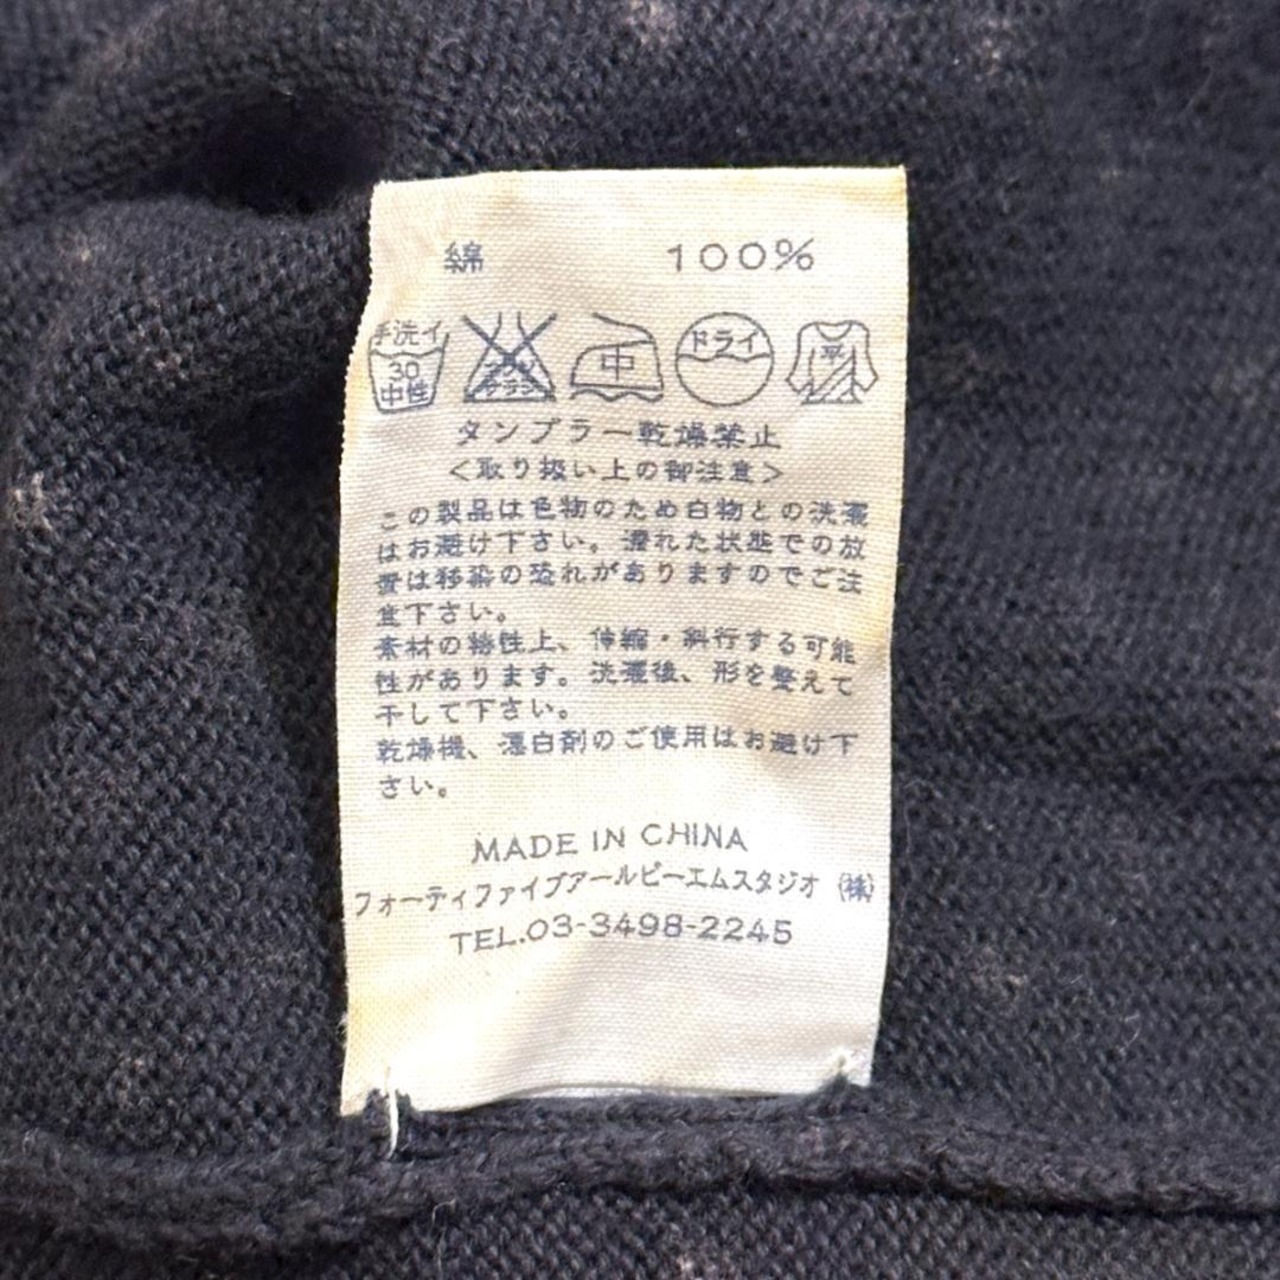 綿 100%
手洗イ
30
中性
エンソ
サラシ
中
ドライ
平
タンブラー乾燥禁止
<取り扱い上の御注意>
この製品は色物のため白物との洗濯
はお避け下さい。濡れた状態での放
置は移染の恐れがありますのでご注
意下さい。
素材の特性上、伸縮・斜行する可能
性があります。洗濯後、形を整えて
干して下さい。
乾燥機、漂白剤のご使用はお避け下
さい。
MADE IN CHINA
フォーティファイブアールピーエムスタジオ (株)
TEL.03-3498-2245